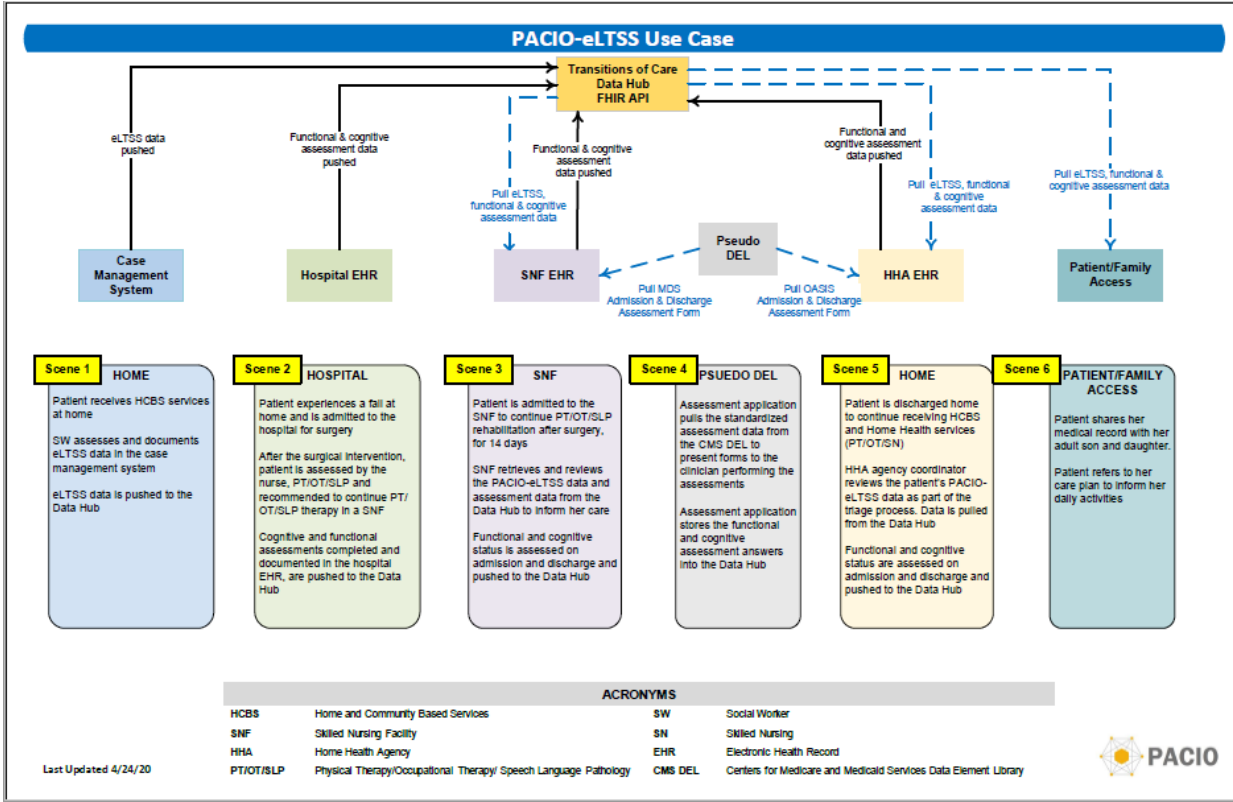 PACIO-eLTSS Use Case
Transitions of Care
Data Hub
FHIR API
eLTSS data
pushed
Functional & cognitive
assessment data
pushed
Functional & cognitive
assessment
data pushed
Functional and
cognitive assessment
data pushed
Pull eLTSS,
functional & cognitive
assessment data
Pull eLTSS, functional
& cognitive
assessment data
Pull eLTSS, functional &
cognitive assessment data
Case
Management
System
Hospital EHR
SNF EHR
Pseudo
DEL
HHA EHR
Patient/Family
Access
Pull MDS
Admission & Discharge
Assessment Form
Pull OASIS
Admission & Discharge
Assessment Form
Scene 1
HOME
Patient receives HCBS services
at home
SW assesses and documents
eLTSS data in the case
management system
eLTSS data is pushed to the
Data Hub
Scene 2
HOSPITAL
Patient experiences a fall at
home and is admitted to the
hospital for surgery
After the surgical intervention,
patient is assessed by the
nurse, PT/OT/SLP and
recommended to continue PT/
OT/SLP therapy in a SNF
Cognitive and functional
assessments completed and
documented in the hospital
EHR, are pushed to the Data
Hub
Scene 3
SNF
Patient is admitted to the
SNF to continue PT/OT/SLP
rehabilitation after surgery,
for 14 days
SNF retrieves and reviews
the PACIO-eLTSS data and
assessment data from the
Data Hub to inform her care
Functional and cognitive
status is assessed on
admission and discharge and
pushed to the Data Hub
Scene 4
PSUEDO DEL
Assessment application
pulls the standardized
assessment data from
the CMS DEL to
present forms to the
clinician performing the
assessments
Assessment application
stores the functional
and cognitive
assessment answers
into the Data Hub
Scene 5
HOME
Patient is discharged home
to continue receiving HCBS
and Home Health services
(PT/OT/SN)
HHA agency coordinator
reviews the patient's PACIO-
eLTSS data as part of the
triage process. Data is pulled
from the Data Hub
Functional and cognitive
status are assessed on
admission and discharge and
pushed to the Data Hub
Scene 6
PATIENT/FAMILY
ACCESS
Patient shares her
medical record with her
adult son and daughter.
Patient refers to her
care plan to inform her
daily activities
ACRONYMS
HCBS Home and Community Based Services SW Social Worker
SNF Skilled Nursing Facility SN Skilled Nursing
HHA Home Health Agency EHR Electronic Health Record
PT/OT/SLP Physical Therapy/Occupational Therapy/ Speech Language Pathology CMS DEL Centers for Medicare and Medicaid Services Data Element Library
Last Updated 4/24/20
PACIO